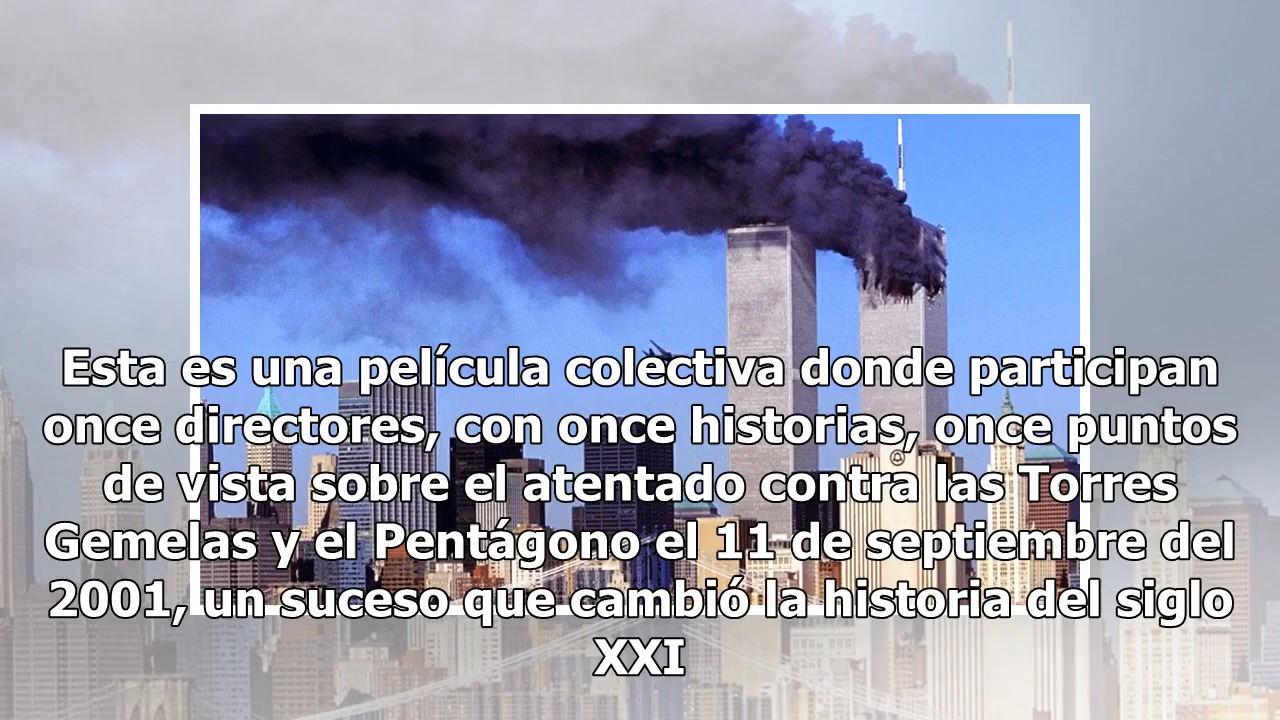 Esta es una película colectiva donde participan
once directores, con once historias, once puntos
de vista sobre el atentado contra las Torres
Gemelas y el Pentágono el 11 de septiembre del
2001, un suceso que cambió la historia del siglo
XXI